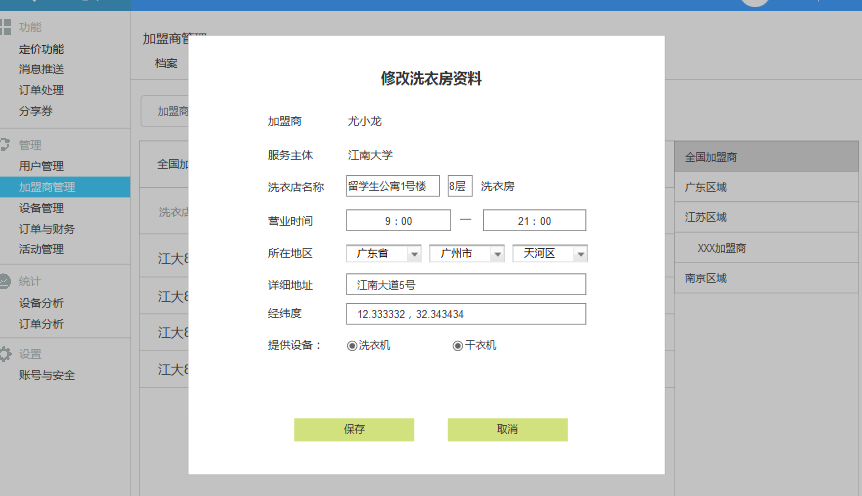 功能
定价功能
消息推送
订单处理
分享券
管理
用户管理
加盟商管理
设备管理
订单与财务
活动管理
统计
设备分析
订单分析
设置
账号与安全
加盟商管理
档案
加盟商
全国加
洗衣店
江大8
江大8
江大8
江大8
修改洗衣房资料
加盟商 尤小龙
服务主体 江南大学
洗衣店名称 留学生公寓1号楼 8层 洗衣房
营业时间 9：00 — 21：00
所在地区 广东省 广州市 天河区
详细地址 江南大道5号
经纬度 12.333332，32.343434
提供设备： 洗衣机 干衣机
保存 取消
全国加盟商
广东区域
江苏区域
XXX加盟商
南京区域